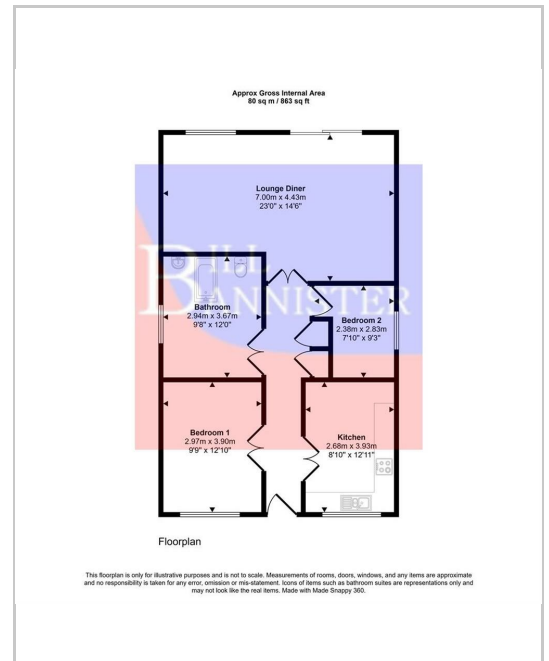 Approx Gross Internal Area
80 sq m / 863 sq ft
Lounge Diner
7.00m x 4.43m
23'0" x 14'6"
BILL
BANNISTER
Bathroom
2.94m x 3.67m
9'8" x 12'0"
Bedroom 2
2.38m x 2.83m
7'10" x 9'3"
Bedroom 1
2.97m x 3.90m
9'9" x 12'10"
Kitchen
2.68m x 3.93m
8'10" x 12'11"
Floorplan
This floorplan is only for illustrative purposes and is not to scale. Measurements of rooms, doors, windows, and any items are approximate
and no responsibility is taken for any error, omission or mis-statement. Icons of items such as bathroom suites are representations only and
may not look like the real items. Made with Made Snappy 360.